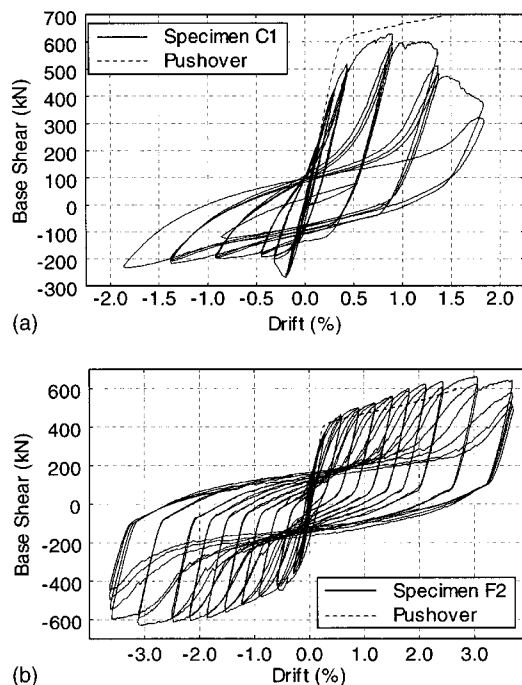 700
600
500
400
300
200
100
0
-100
-200
-300
Base Shear (kN)
Specimen C1
Pushover
-2.0 -1.5 -1.0 -0.5 0.0 0.5 1.0 1.5 2.0
Drift (%)
(a)
600
400
200
0
-200
-400
-600
Base Shear (kN)
Specimen F2
Pushover
-3.0 -2.0 -1.0 0.0 1.0 2.0 3.0
Drift (%)
(b)